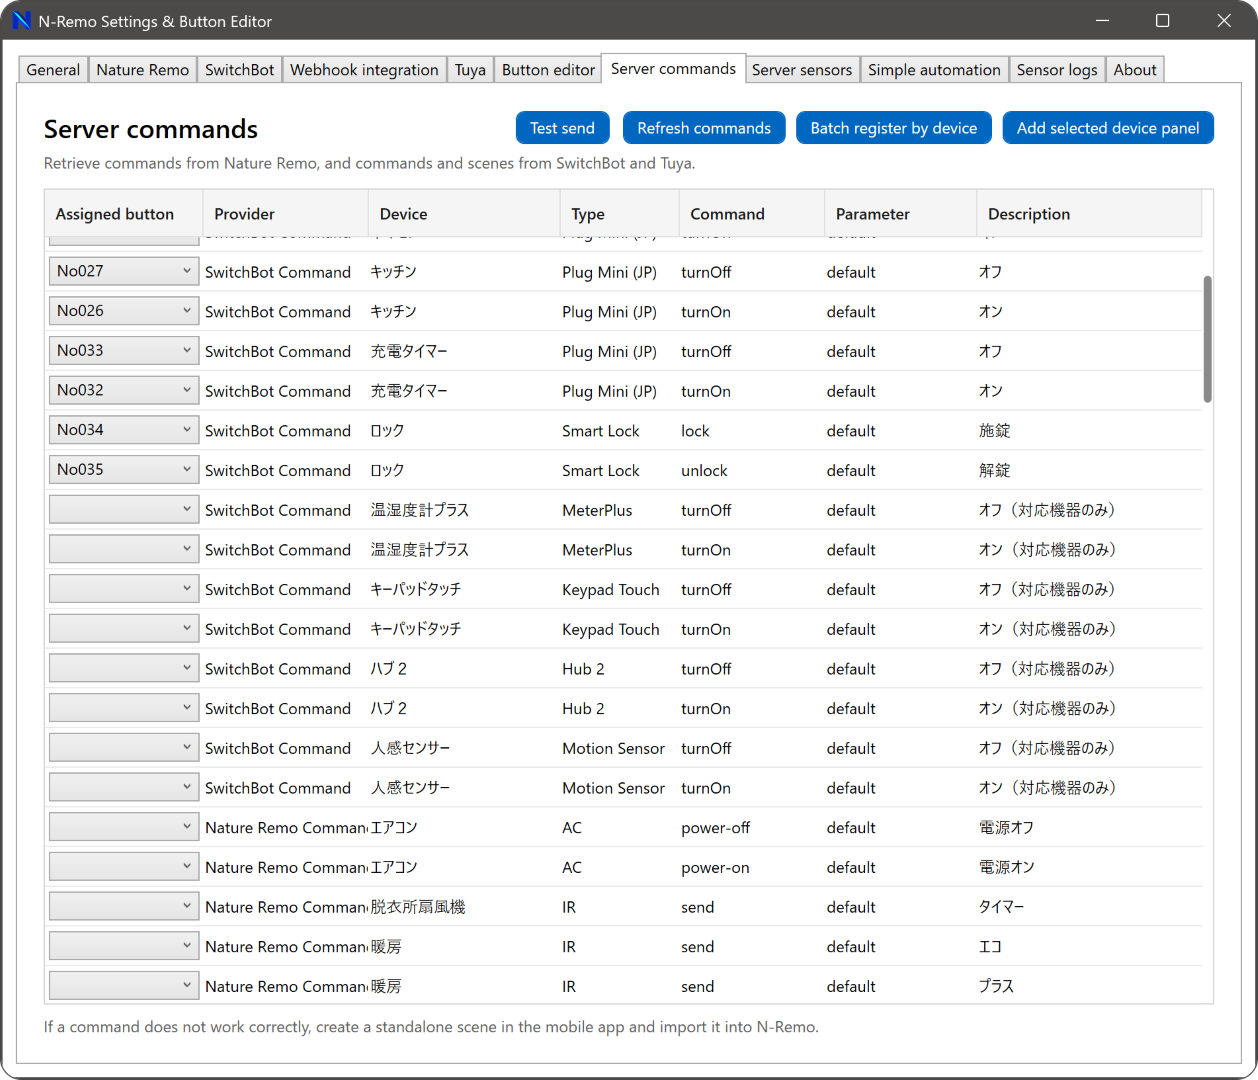 N-Remo Settings & Button Editor
General Nature Remo SwitchBot Webhook integration Tuya Button editor Server commands Server sensors Simple automation Sensor logs About
Server commands Test send Refresh commands Batch register by device Add selected device panel
Retrieve commands from Nature Remo, and commands and scenes from SwitchBot and Tuya.
Assigned button Provider Device Type Command Parameter Description
No027 SwitchBot Command キッチン Plug Mini (JP) turnOff default オフ
No026 SwitchBot Command キッチン Plug Mini (JP) turnOn default オン
No033 SwitchBot Command 充電タイマー Plug Mini (JP) turnOff default オフ
No032 SwitchBot Command 充電タイマー Plug Mini (JP) turnOn default オン
No034 SwitchBot Command ロック Smart Lock lock default 施錠
No035 SwitchBot Command ロック Smart Lock unlock default 解錠
SwitchBot Command 温湿度計プラス MeterPlus turnOff default オフ（対応機器のみ）
SwitchBot Command 温湿度計プラス MeterPlus turnOn default オン（対応機器のみ）
SwitchBot Command キーパッドタッチ Keypad Touch turnOff default オフ（対応機器のみ）
SwitchBot Command キーパッドタッチ Keypad Touch turnOn default オン（対応機器のみ）
SwitchBot Command ハブ２ Hub 2 turnOff default オフ（対応機器のみ）
SwitchBot Command ハブ２ Hub 2 turnOn default オン（対応機器のみ）
SwitchBot Command 人感センサー Motion Sensor turnOff default オフ（対応機器のみ）
SwitchBot Command 人感センサー Motion Sensor turnOn default オン（対応機器のみ）
Nature Remo Comman エアコン AC power-off default 電源オフ
Nature Remo Comman エアコン AC power-on default 電源オン
Nature Remo Comman 脱衣所扇風機 IR send default タイマー
Nature Remo Comman 暖房 IR send default エコ
Nature Remo Comman 暖房 IR send default プラス
If a command does not work correctly, create a standalone scene in the mobile app and import it into N-Remo.